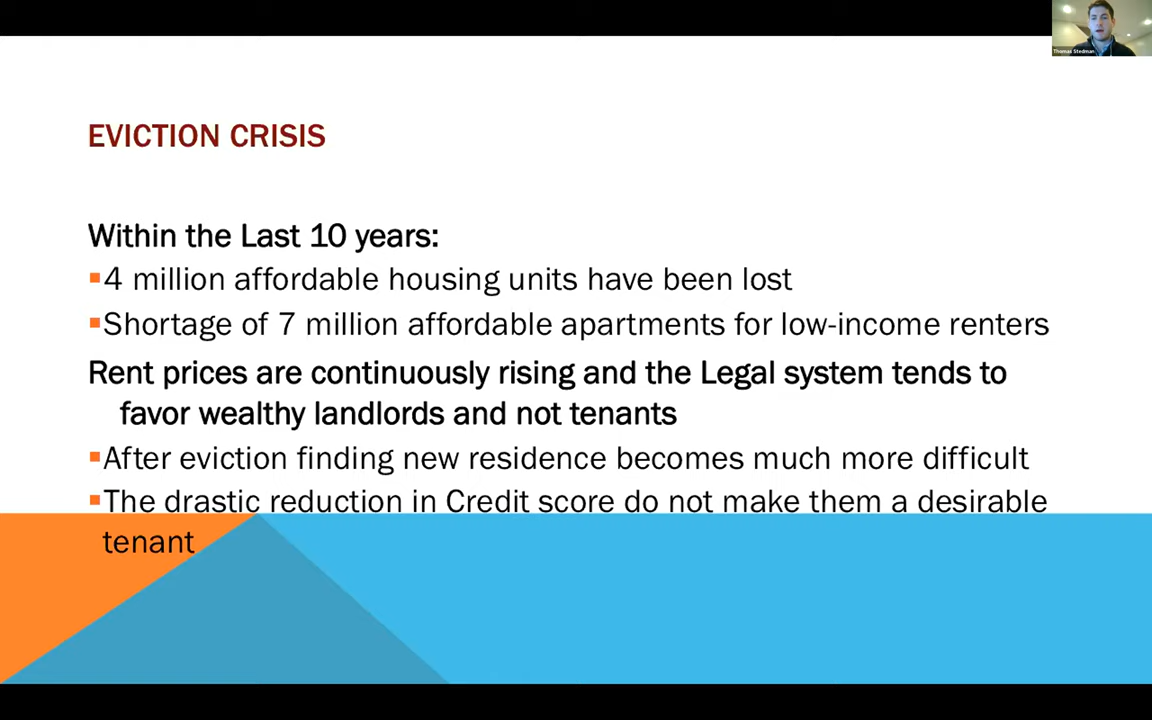 Thomas Stedman
EVICTION CRISIS
Within the Last 10 years:
▪4 million affordable housing units have been lost
▪Shortage of 7 million affordable apartments for low-income renters
Rent prices are continuously rising and the Legal system tends to
favor wealthy landlords and not tenants
▪After eviction finding new residence becomes much more difficult
▪The drastic reduction in Credit score do not make them a desirable
tenant